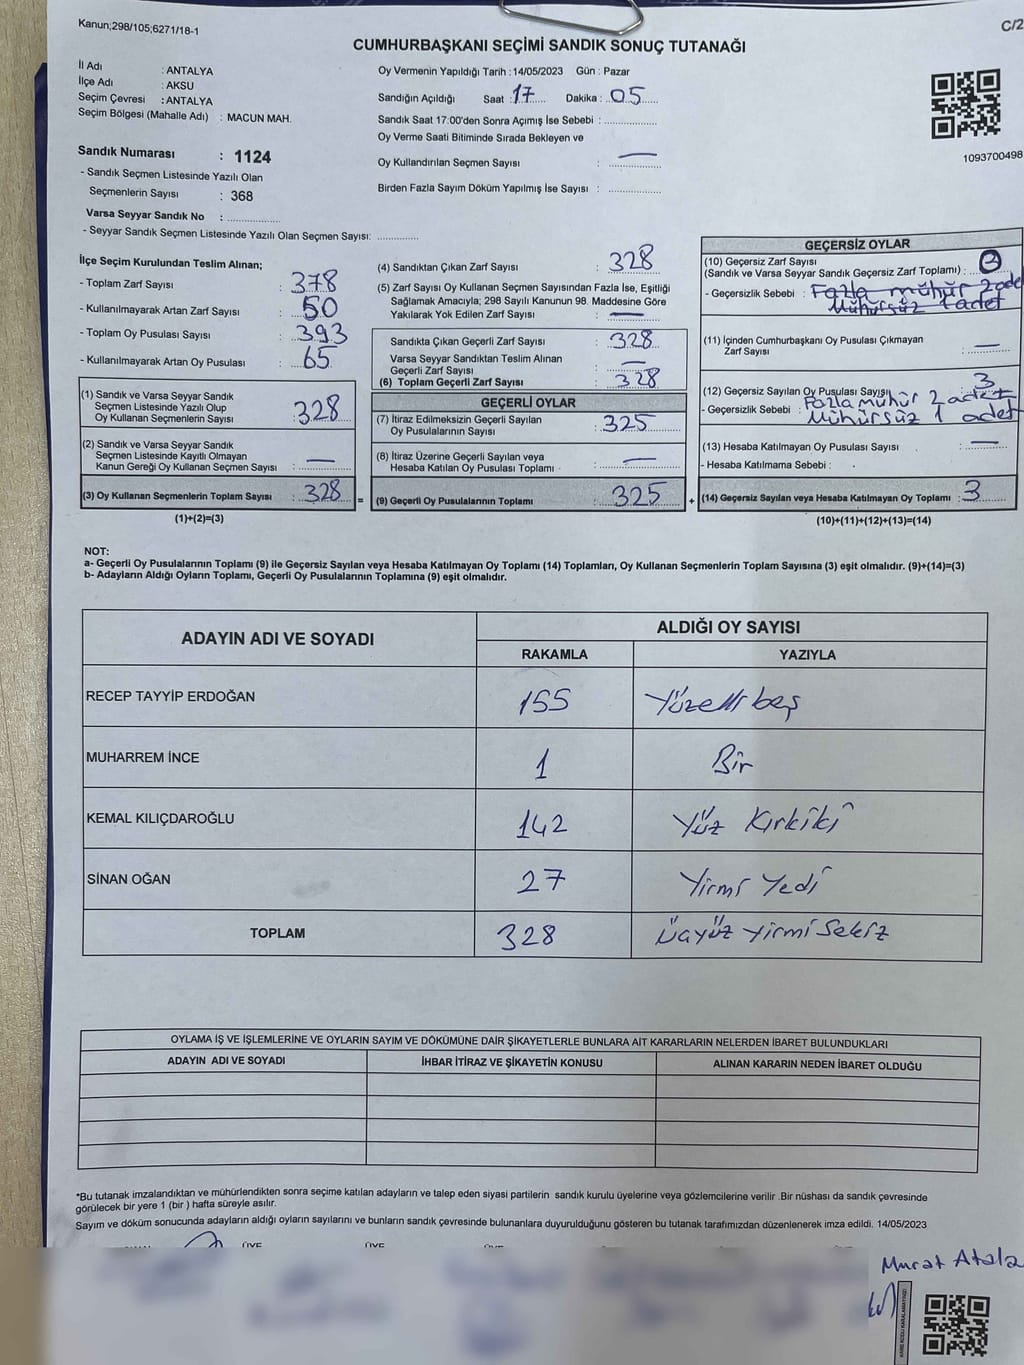 Kanun;298/105;6271/18-1
C/2
CUMHURBAŞKANI SEÇİMİ SANDIK SONUÇ TUTANAĞI
İl Adı : ANTALYA
İlçe Adı : AKSU
Seçim Çevresi : ANTALYA
Seçim Bölgesi (Mahalle Adı) : MACUN MAH.
Sandık Numarası : 1124
- Sandık Seçmen Listesinde Yazılı Olan
Seçmenlerin Sayısı : 368
Varsa Seyyar Sandık No : ...............
- Seyyar Sandık Seçmen Listesinde Yazılı Olan Seçmen Sayısı: ............
Oy Vermenin Yapıldığı Tarih : 14/05/2023 Gün : Pazar
Sandığın Açıldığı Saat : 17 Dakika : 05
Sandık Saat 17:00'den Sonra Açımış İse Sebebi : ...............
Oy Verme Saati Bitiminde Sırada Bekleyen ve
Oy Kullandırılan Seçmen Sayısı : —
Birden Fazla Sayım Döküm Yapılmış İse Sayısı : ...............
1093700498
İlçe Seçim Kurulundan Teslim Alınan;
- Toplam Zarf Sayısı : 378
- Kullanılmayarak Artan Zarf Sayısı : 50
- Toplam Oy Pusulası Sayısı : 393
- Kullanılmayarak Artan Oy Pusulası : 65
(1) Sandık ve Varsa Seyyar Sandık
Seçmen Listesinde Yazılı Olup
Oy Kullanan Seçmenlerin Sayısı : 328
(2) Sandık ve Varsa Seyyar Sandık
Seçmen Listesinde Kayıtlı Olmayan
Kanun Gereği Oy Kullanan Seçmen Sayısı : —
(3) Oy Kullanan Seçmenlerin Toplam Sayısı : 328 =
(1)+(2)=(3)
(4) Sandıktan Çıkan Zarf Sayısı : 328
(5) Zarf Sayısı Oy Kullanan Seçmen Sayısından Fazla İse, Eşitliği
Sağlamak Amacıyla; 298 Sayılı Kanunun 98. Maddesine Göre
Yakılarak Yok Edilen Zarf Sayısı : —
Sandıkta Çıkan Geçerli Zarf Sayısı : 328
Varsa Seyyar Sandıktan Teslim Alınan
Geçerli Zarf Sayısı : —
(6) Toplam Geçerli Zarf Sayısı : 328
GEÇERLİ OYLAR
(7) İtiraz Edilmeksizin Geçerli Sayılan
Oy Pusulalarının Sayısı : 325
(8) İtiraz Üzerine Geçerli Sayılan veya
Hesaba Katılan Oy Pusulası Toplamı : —
(9) Geçerli Oy Pusulalarının Toplamı : 325 +
GEÇERSİZ OYLAR
(10) Geçersiz Zarf Sayısı
(Sandık ve Varsa Seyyar Sandık Geçersiz Zarf Toplamı) :
- Geçersizlik Sebebi : Fazla mühür 2 adet
Mühürsüz 1 adet
(11) İçinden Cumhurbaşkanı Oy Pusulası Çıkmayan
Zarf Sayısı : —
(12) Geçersiz Sayılan Oy Pusulası Sayısı : 3
- Geçersizlik Sebebi : Fazla mühür 2 adet
Mühürsüz 1 adet
(13) Hesaba Katılmayan Oy Pusulası Sayısı : —
- Hesaba Katılmama Sebebi :
(14) Geçersiz Sayılan veya Hesaba Katılmayan Oy Toplamı : 3
(10)+(11)+(12)+(13)=(14)
NOT:
a- Geçerli Oy Pusulalarının Toplamı (9) ile Geçersiz Sayılan veya Hesaba Katılmayan Oy Toplamı (14) Toplamları, Oy Kullanan Seçmenlerin Toplam Sayısına (3) eşit olmalıdır. (9)+(14)=(3)
b- Adayların Aldığı Oyların Toplamı, Geçerli Oy Pusulalarının Toplamına (9) eşit olmalıdır.
ADAYIN ADI VE SOYADI
ALDIĞI OY SAYISI
RAKAMLA YAZIYLA
RECEP TAYYİP ERDOĞAN 155 Yüzelli beş
MUHARREM İNCE 1 Bir
KEMAL KILIÇDAROĞLU 142 Yüz Kırkiki
SİNAN OĞAN 27 Yirmi Yedi
TOPLAM 328 Üçyüz Yirmi Sekiz
OYLAMA İŞ VE İŞLEMLERİNE VE OYLARIN SAYIM VE DÖKÜMÜNE DAİR ŞİKAYETLERLE BUNLARA AİT KARARLARIN NELERDEN İBARET BULUNDUKLARI
ADAYIN ADI VE SOYADI İHBAR İTİRAZ VE ŞİKAYETİN KONUSU ALINAN KARARIN NEDEN İBARET OLDUĞU
*Bu tutanak imzalandıktan ve mühürlendikten sonra seçime katılan adayların ve talep eden siyasi partilerin sandık kurulu üyelerine veya gözlemcilerine verilir .Bir nüshası da sandık çevresinde
görülecek bir yere 1 (bir ) hafta süreyle asılır.
Sayım ve döküm sonucunda adayların aldığı oyların sayılarını ve bunların sandık çevresinde bulunanlara duyurulduğunu gösteren bu tutanak tarafımızdan düzenlenerek imza edildi. 14/05/2023
ÜYE ÜYE
Murat Atala